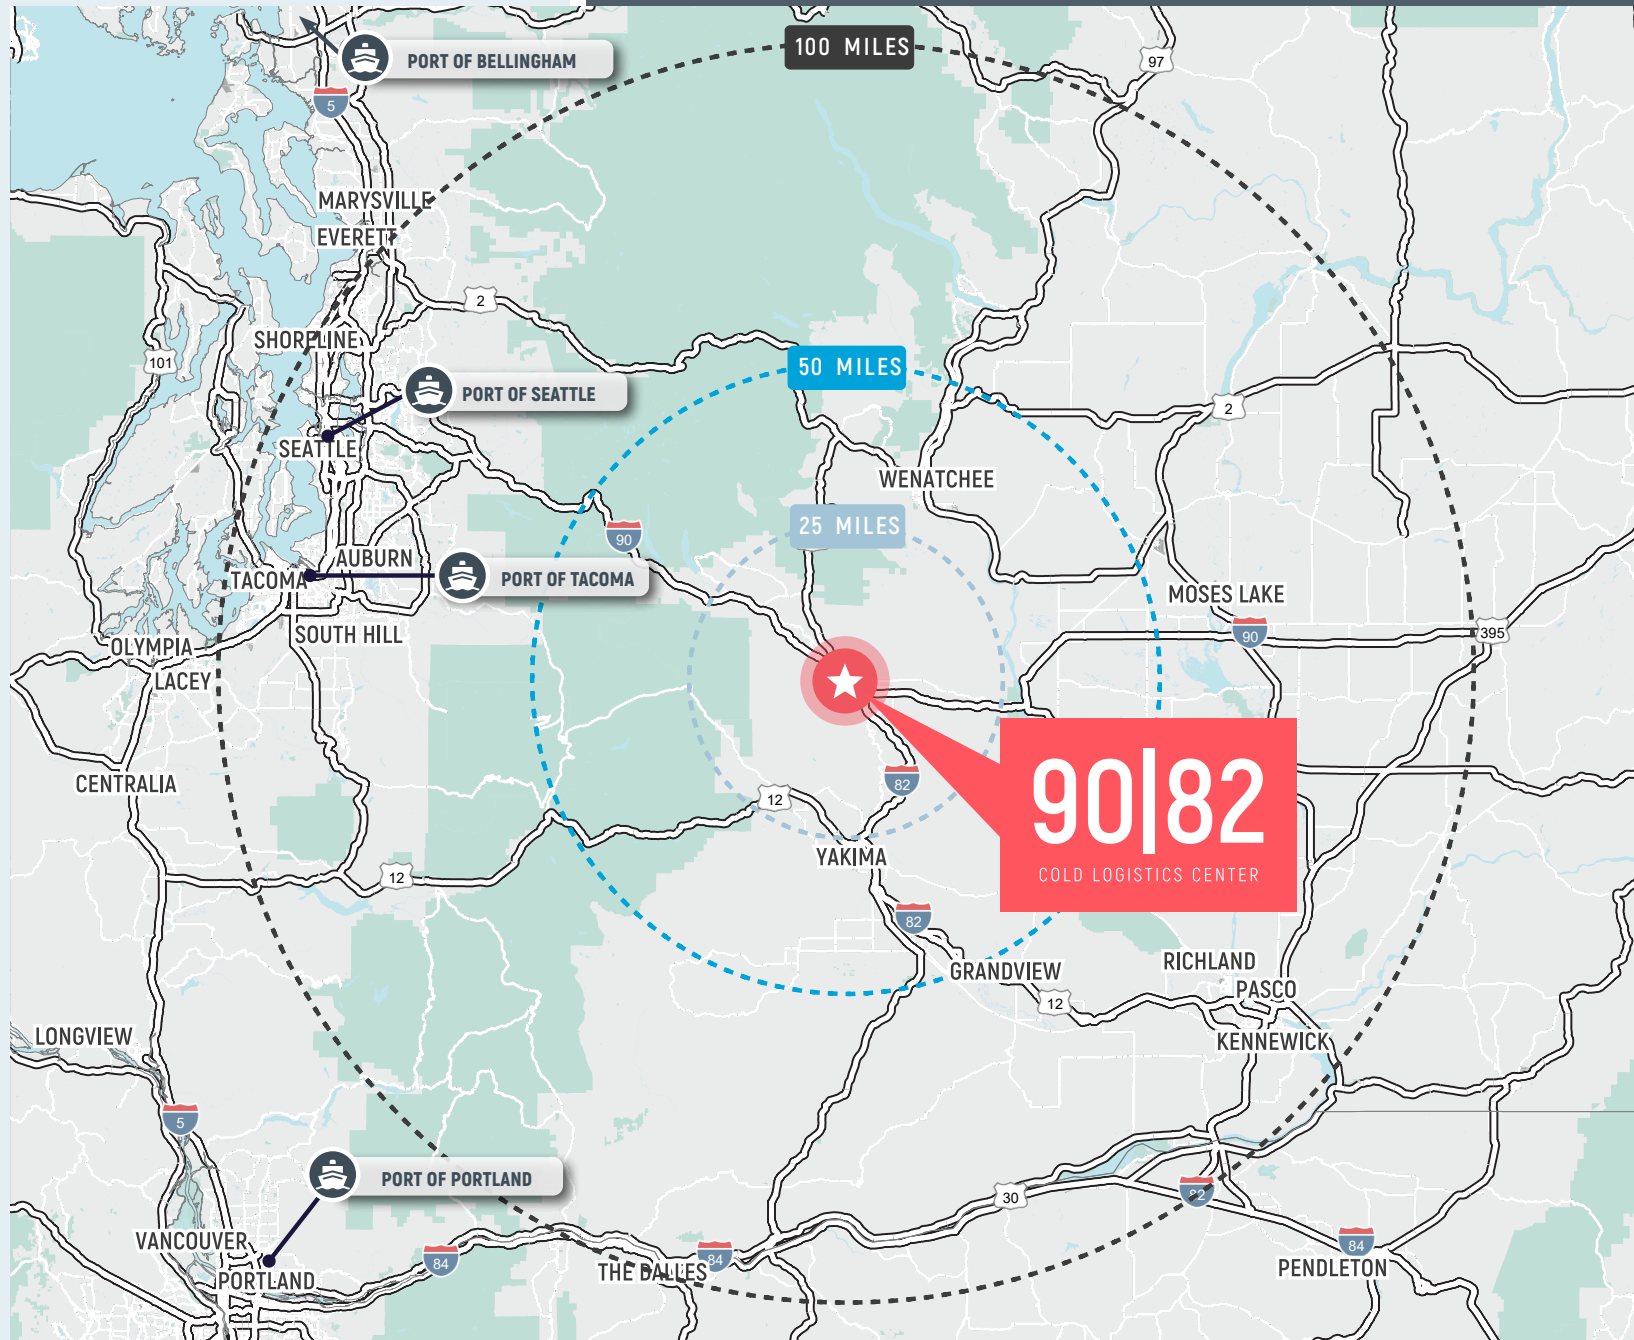 100 MILES
PORT OF BELLINGHAM
97
5
MARYSVILLE
EVERETT
2
SHORELINE
101
50 MILES
PORT OF SEATTLE
2
SEATTLE
WENATCHEE
25 MILES
90
AUBURN
PORT OF TACOMA
TACOMA
MOSES LAKE
90
395
SOUTH HILL
OLYMPIA
LACEY
CENTRALIA
82
12
90|82
COLD LOGISTICS CENTER
YAKIMA
12
82
GRANDVIEW
RICHLAND
PASCO
12
LONGVIEW
KENNEWICK
5
PORT OF PORTLAND
30
82
VANCOUVER
84
84
84
THE DALLES
PENDLETON
PORTLAND